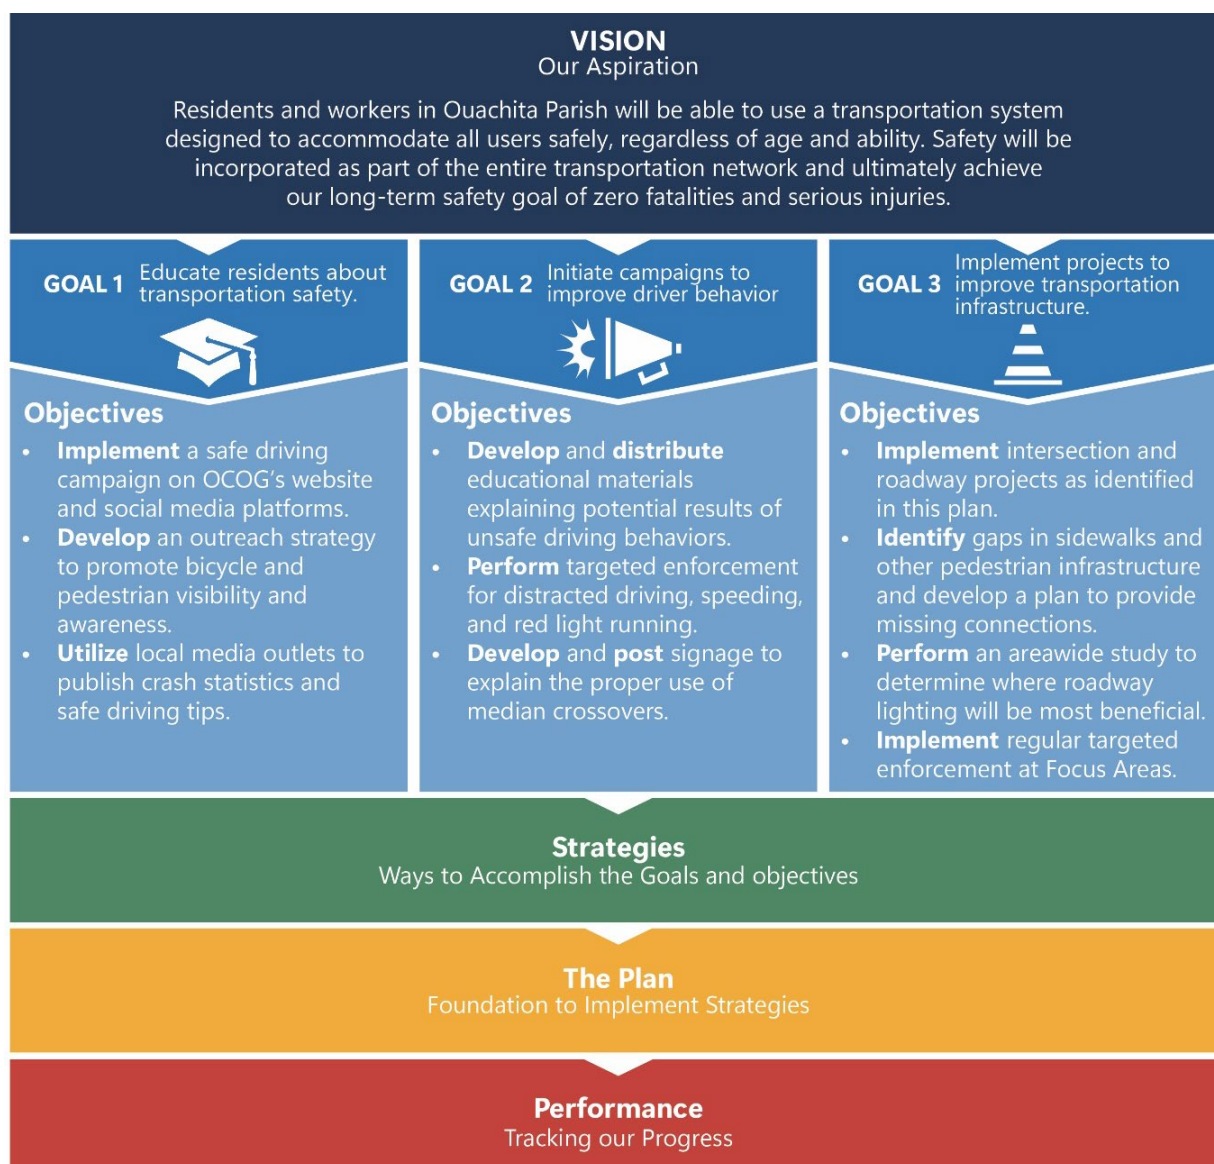 VISION
Our Aspiration
Residents and workers in Ouachita Parish will be able to use a transportation system
designed to accommodate all users safely, regardless of age and ability. Safety will be
incorporated as part of the entire transportation network and ultimately achieve
our long-term safety goal of zero fatalities and serious injuries.
GOAL 1
Educate residents about
transportation safety.
Objectives
• Implement a safe driving
campaign on OCOG's website
and social media platforms.
• Develop an outreach strategy
to promote bicycle and
pedestrian visibility and
awareness.
• Utilize local media outlets to
publish crash statistics and
safe driving tips.
GOAL 2
Initiate campaigns to
improve driver behavior
Objectives
• Develop and distribute
educational materials
explaining potential results of
unsafe driving behaviors.
• Perform targeted enforcement
for distracted driving, speeding,
and red light running.
• Develop and post signage to
explain the proper use of
median crossovers.
GOAL 3
Implement projects to
improve transportation
infrastructure.
Objectives
• Implement intersection and
roadway projects as identified
in this plan.
• Identify gaps in sidewalks and
other pedestrian infrastructure
and develop a plan to provide
missing connections.
• Perform an areawide study to
determine where roadway
lighting will be most beneficial.
• Implement regular targeted
enforcement at Focus Areas.
Strategies
Ways to Accomplish the Goals and objectives
The Plan
Foundation to Implement Strategies
Performance
Tracking our Progress